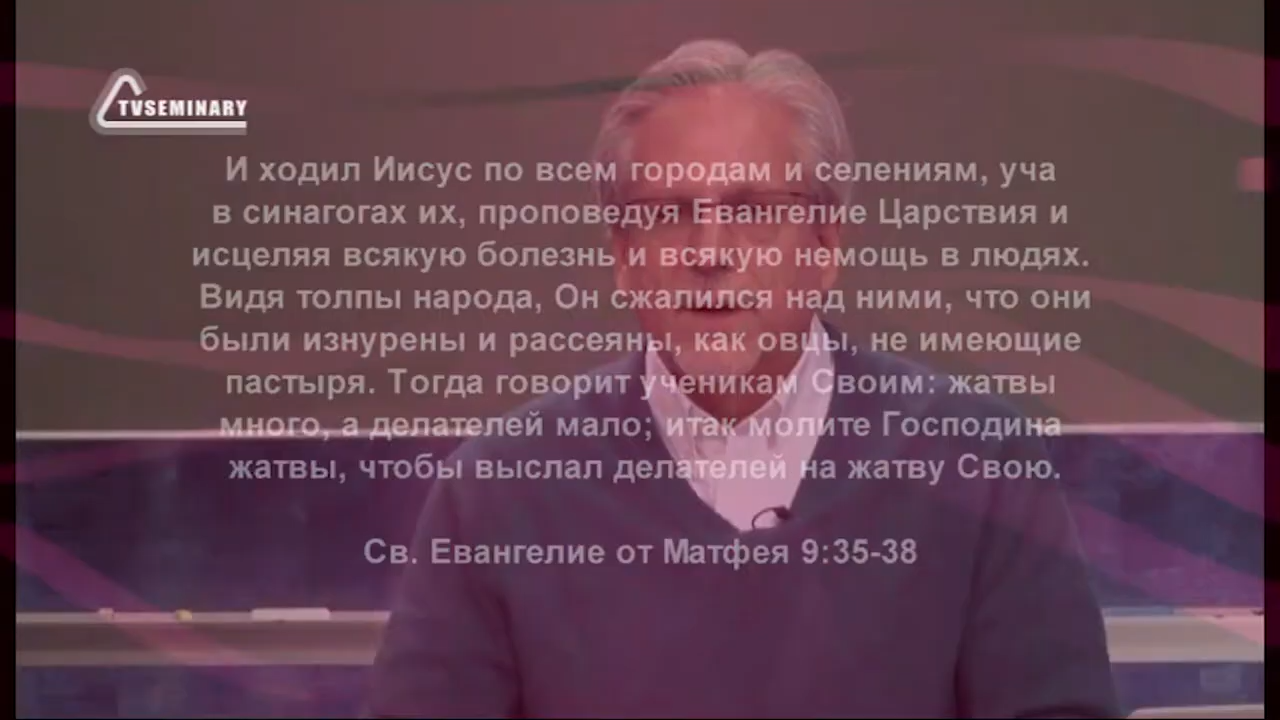 TVSEMINARY
И ходил Иисус по всем городам и селениям, уча
в синагогах их, проповедуя Евангелие Царствия и
исцеляя всякую болезнь и всякую немощь в людях.
Видя толпы народа, Он сжалился над ними, что они
были изнурены и рассеяны, как овцы, не имеющие
пастыря. Тогда говорит ученикам Своим: жатвы
много, а делателей мало; итак молите Господина
жатвы, чтобы выслал делателей на жатву Свою.
Св. Евангелие от Матфея 9:35-38